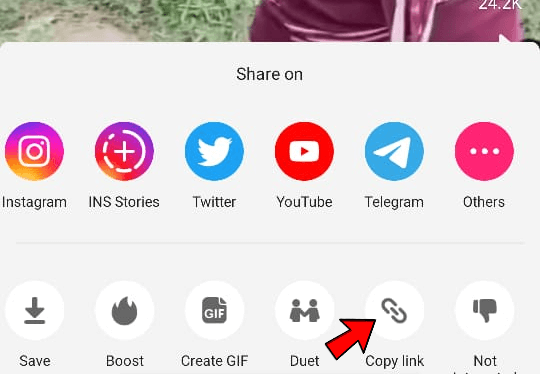 24.2K
Share on
Instagram
INS Stories
Twitter
YouTube
Telegram
Others
GIF
Save
Boost
Create GIF
Duet
Copy link
Not